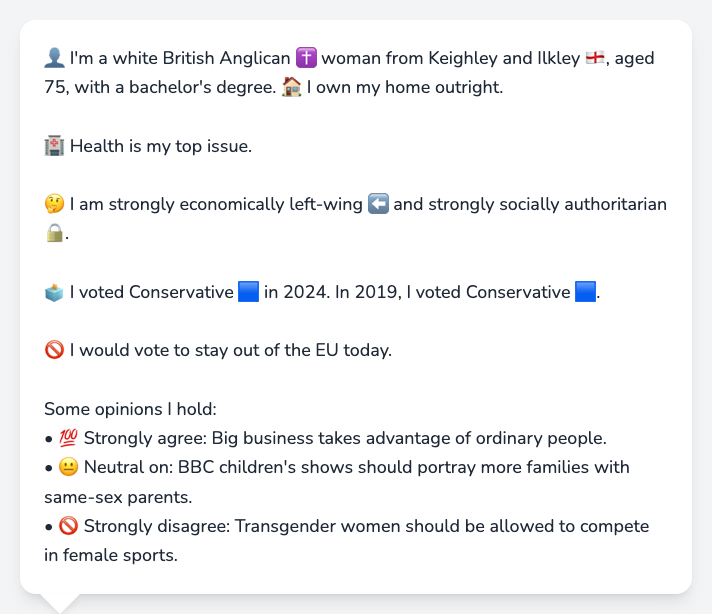 👤 I'm a white British Anglican ✝️ woman from Keighley and Ilkley 🏴󠁧󠁢󠁥󠁮󠁧󠁿, aged
75, with a bachelor's degree. 🏠 I own my home outright.
🏥 Health is my top issue.
🤔 I am strongly economically left-wing ⬅️ and strongly socially authoritarian
🔒.
🗳️ I voted Conservative 🟦 in 2024. In 2019, I voted Conservative 🟦.
🚫 I would vote to stay out of the EU today.
Some opinions I hold:
• 💯 Strongly agree: Big business takes advantage of ordinary people.
• 😐 Neutral on: BBC children's shows should portray more families with
same-sex parents.
• 🚫 Strongly disagree: Transgender women should be allowed to compete
in female sports.